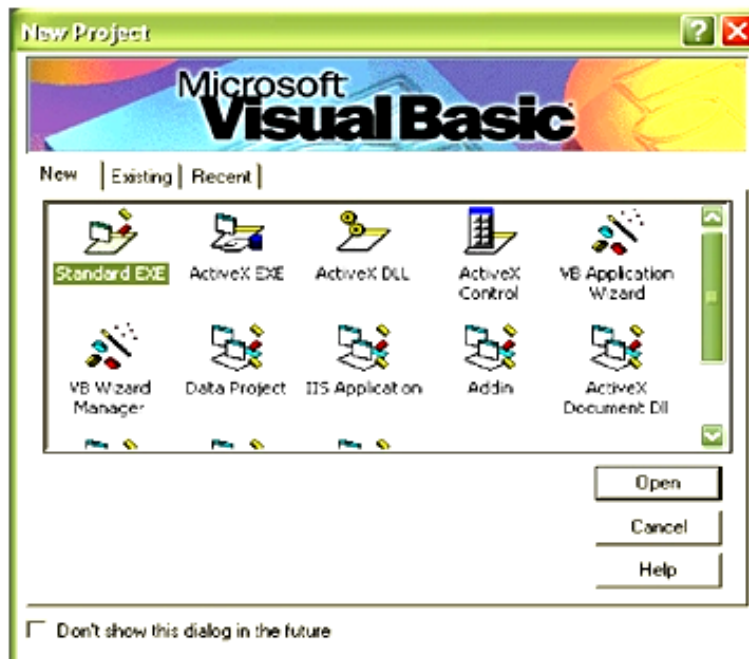 New Project
Microsoft
Visual Basic
New Existing Recent
Standard EXE ActiveX EXE ActiveX DLL ActiveX Control VB Application Wizard
VB Wizard Manager Data Project IIS Application Addin ActiveX Document Dll
Open
Cancel
Help
Don't show this dialog in the future